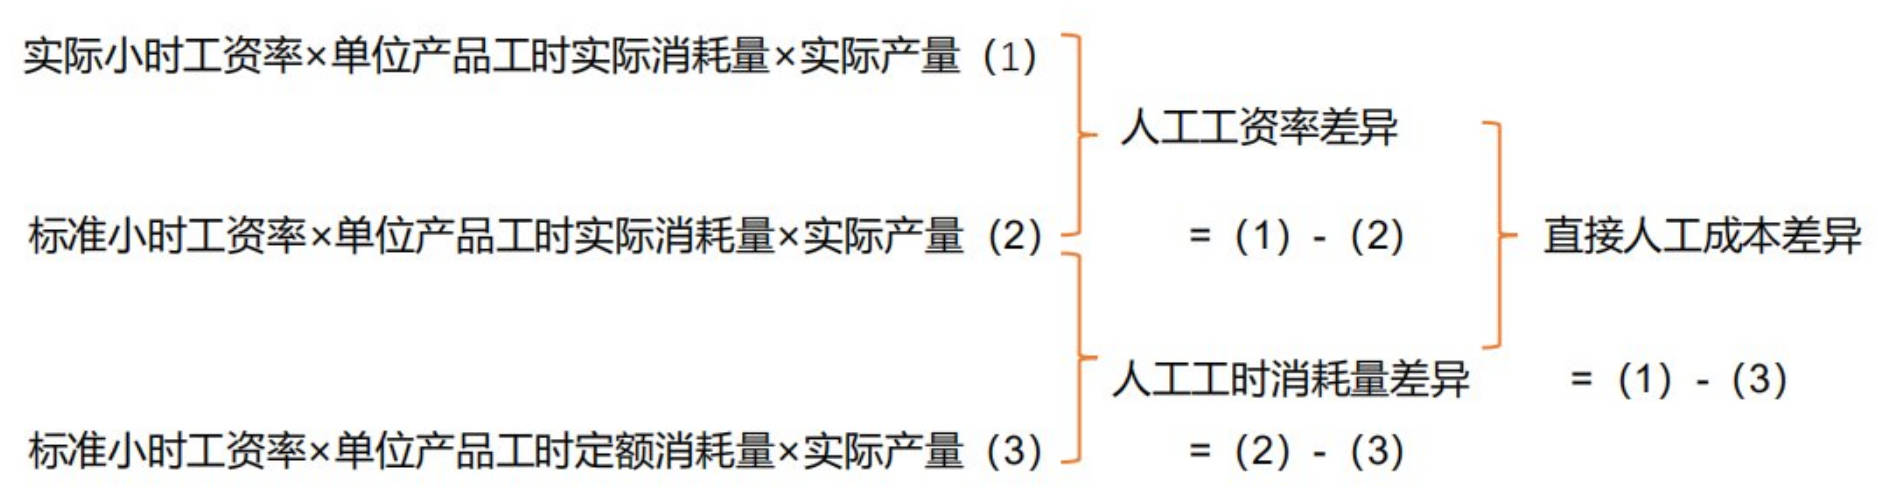 实际小时工资率×单位产品工时实际消耗量×实际产量（1）
人工工资率差异
标准小时工资率×单位产品工时实际消耗量×实际产量（2）
=（1）-（2）
直接人工成本差异
人工工时消耗量差异
=（1）-（3）
标准小时工资率×单位产品工时定额消耗量×实际产量（3）
=（2）-（3）